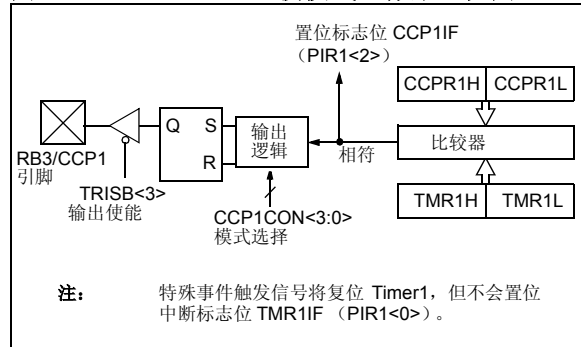 置位标志位 CCP1IF
（PIR1<2>）
CCPR1H CCPR1L
Q S R
输出
逻辑
相符
比较器
RB3/CCP1
引脚
TRISB<3>
输出使能
CCP1CON<3:0>
模式选择
TMR1H TMR1L
注： 特殊事件触发信号将复位 Timer1，但不会置位
中断标志位 TMR1IF （PIR1<0>）。